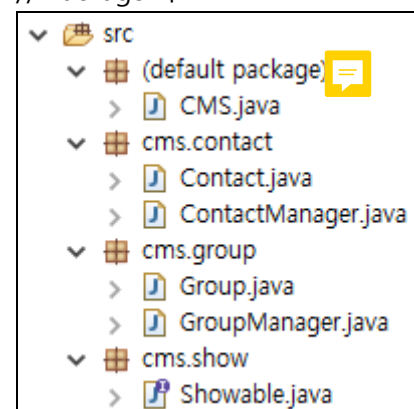 src
(default package)
CMS.java
cms.contact
Contact.java
ContactManager.java
cms.group
Group.java
GroupManager.java
cms.show
Showable.java